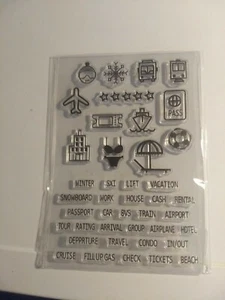 PASS
WINTER SKI LIFT VACATION
SNOWBOARD WORK HOUSE CASH RENTAL
PASSPORT CAR BUS TRAIN AIRPORT
TOUR RATING ARRIVAL GROUP AIRPLANE HOTEL
DEPPRTURE TRAVEL CONDO IN/OUT
CRUISE FILL UP GAS CHECK TICKETS BEACH